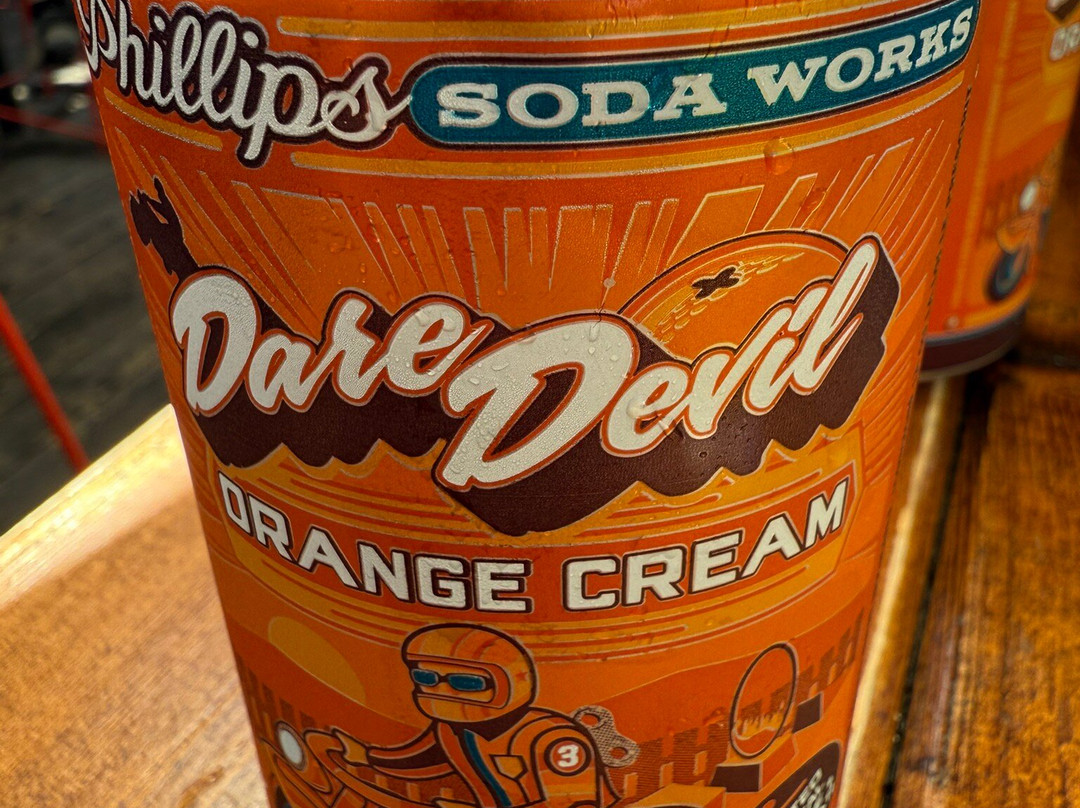 Phillips SODA WORKS
Dare Devil
ORANGE CREAM
3